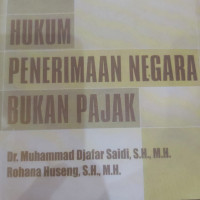 HUKUM
PENERIMAAN NEGARA
BUKAN PAJAK
Dr. Muhammad Djafar Saidi, S.H., M.H.
Rohana Huseng, S.H., M.H.